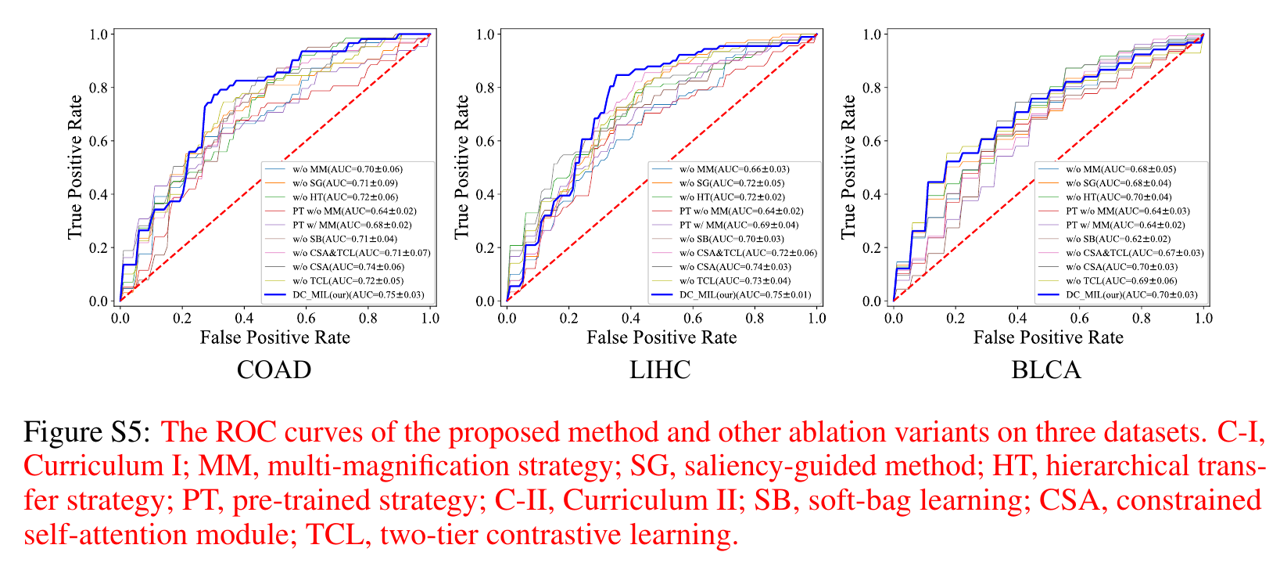 True Positive Rate
1.0
0.8
0.6
0.4
0.2
0.0
w/o MM(AUC=0.70±0.06)
w/o SG(AUC=0.71±0.09)
w/o HT(AUC=0.72±0.06)
PT w/o MM(AUC=0.64±0.02)
PT w/ MM(AUC=0.68±0.02)
w/o SB(AUC=0.71±0.04)
w/o CSA&TCL(AUC=0.71±0.07)
w/o CSA(AUC=0.74±0.06)
w/o TCL(AUC=0.72±0.05)
DC_MIL(our)(AUC=0.75±0.03)
0.0 0.2 0.4 0.6 0.8 1.0
False Positive Rate
COAD
True Positive Rate
1.0
0.8
0.6
0.4
0.2
0.0
w/o MM(AUC=0.66±0.03)
w/o SG(AUC=0.72±0.05)
w/o HT(AUC=0.72±0.02)
PT w/o MM(AUC=0.64±0.02)
PT w/ MM(AUC=0.69±0.04)
w/o SB(AUC=0.70±0.03)
w/o CSA&TCL(AUC=0.72±0.06)
w/o CSA(AUC=0.74±0.03)
w/o TCL(AUC=0.73±0.04)
DC_MIL(our)(AUC=0.75±0.01)
0.0 0.2 0.4 0.6 0.8 1.0
False Positive Rate
LIHC
True Positive Rate
1.0
0.8
0.6
0.4
0.2
0.0
w/o MM(AUC=0.68±0.05)
w/o SG(AUC=0.68±0.04)
w/o HT(AUC=0.70±0.04)
PT w/o MM(AUC=0.64±0.03)
PT w/ MM(AUC=0.64±0.02)
w/o SB(AUC=0.62±0.02)
w/o CSA&TCL(AUC=0.67±0.03)
w/o CSA(AUC=0.70±0.03)
w/o TCL(AUC=0.69±0.06)
DC_MIL(our)(AUC=0.70±0.03)
0.0 0.2 0.4 0.6 0.8 1.0
False Positive Rate
BLCA
Figure S5: The ROC curves of the proposed method and other ablation variants on three datasets. C-I,
Curriculum I; MM, multi-magnification strategy; SG, saliency-guided method; HT, hierarchical trans-
fer strategy; PT, pre-trained strategy; C-II, Curriculum II; SB, soft-bag learning; CSA, constrained
self-attention module; TCL, two-tier contrastive learning.